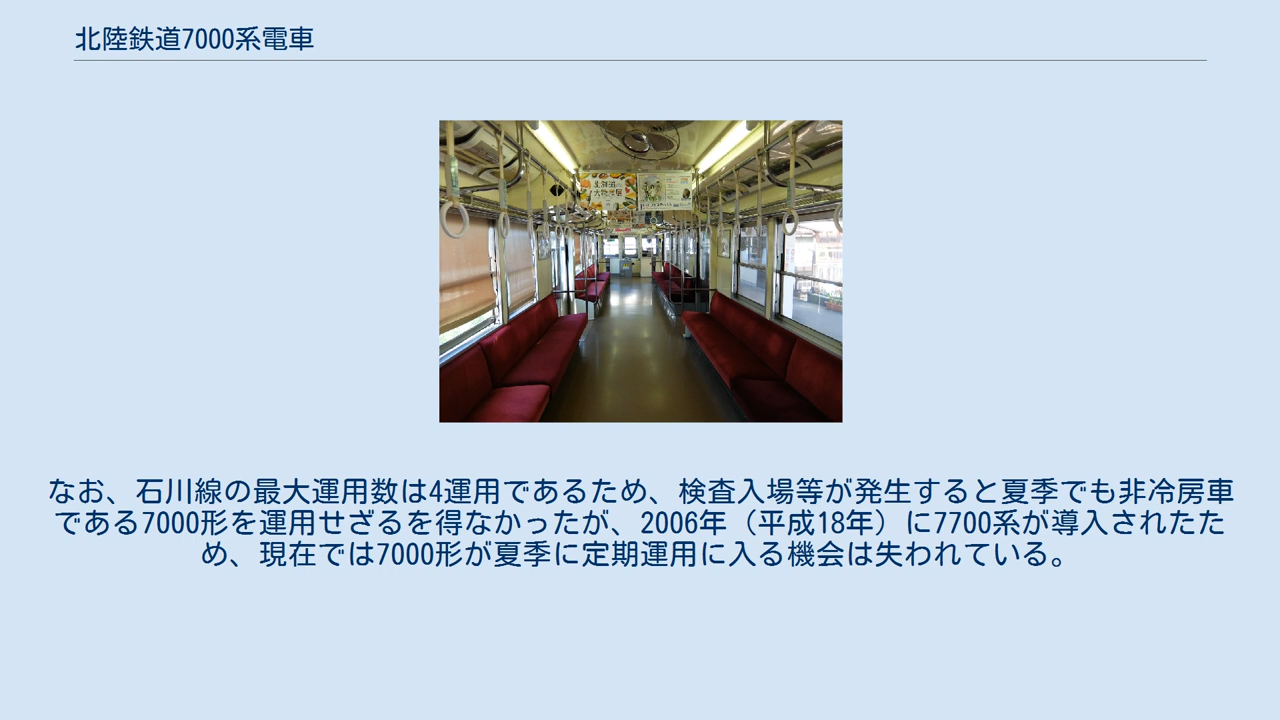 北陸鉄道7000系電車
なお、石川線の最大運用数は4運用であるため、検査入場等が発生すると夏季でも非冷房車
である7000形を運用せざるを得なかったが、2006年（平成18年）に7700系が導入されたた
め、現在では7000形が夏季に定期運用に入る機会は失われている。